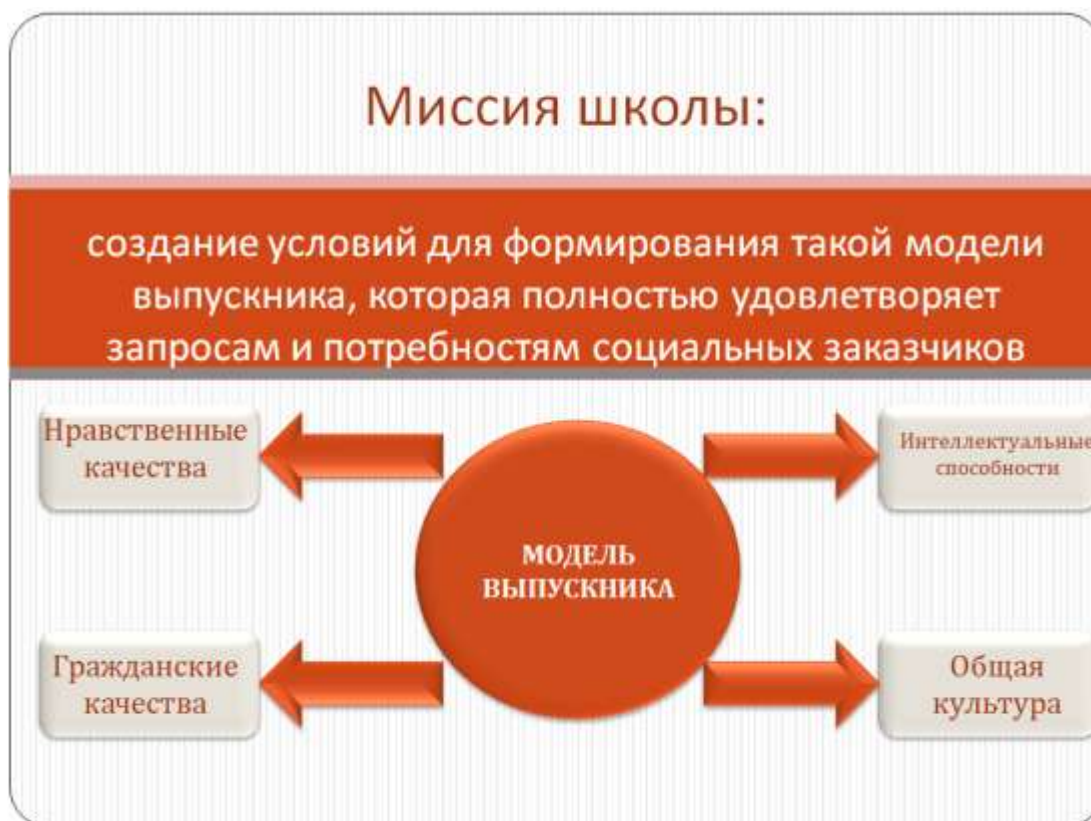 Миссия школы:
создание условий для формирования такой модели
выпускника, которая полностью удовлетворяет
запросам и потребностям социальных заказчиков
Нравственные
качества
Интеллектуальные
способности
МОДЕЛЬ
ВЫПУСКНИКА
Гражданские
качества
Общая
культура